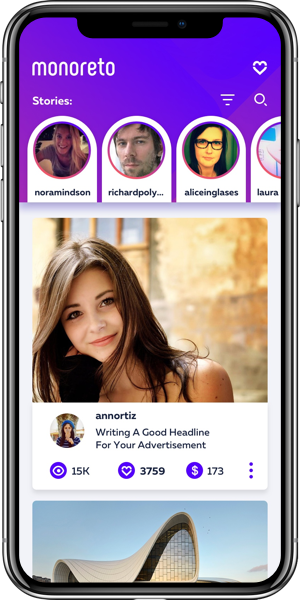 monoreto
Stories:
noramindson
richardpoly...
aliceinglases
laura
annortiz
Writing A Good Headline
For Your Advertisement
15K
3759
$ 173